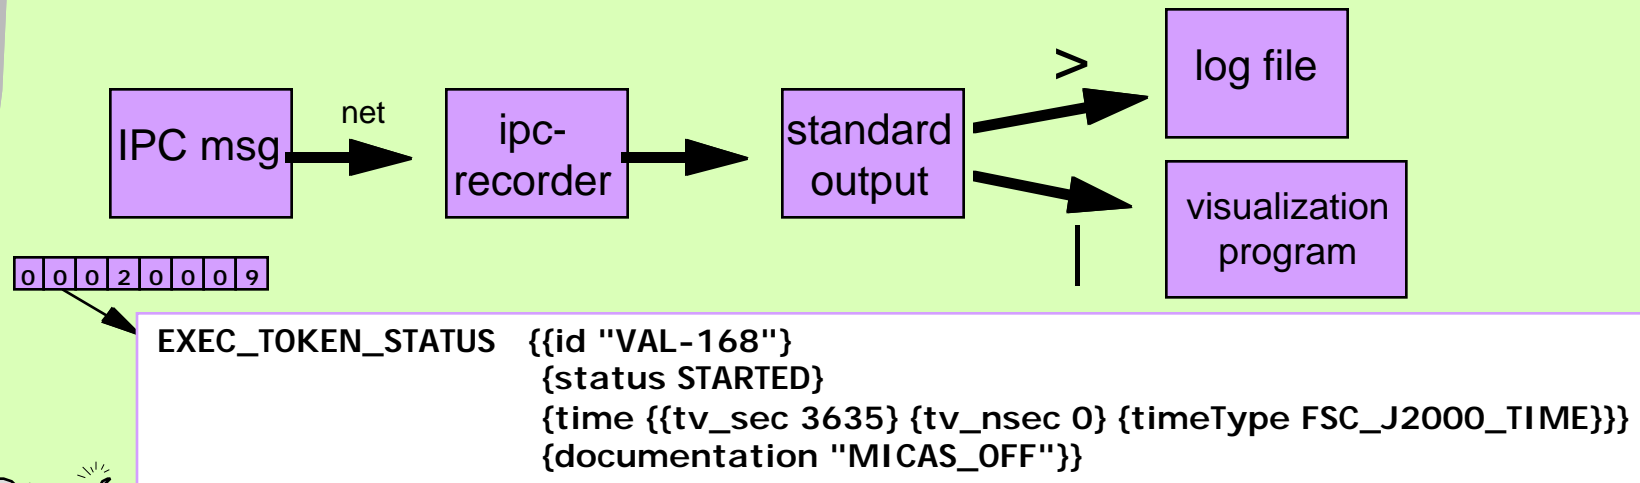 IPC msg
net
ipc-
recorder
standard
output
>
log file
|
visualization
program
0 0 0 2 0 0 0 9
EXEC_TOKEN_STATUS {{id "VAL-168"}
{status STARTED}
{time {{tv_sec 3635} {tv_nsec 0} {timeType FSC_J2000_TIME}}}
{documentation "MICAS_OFF"}}